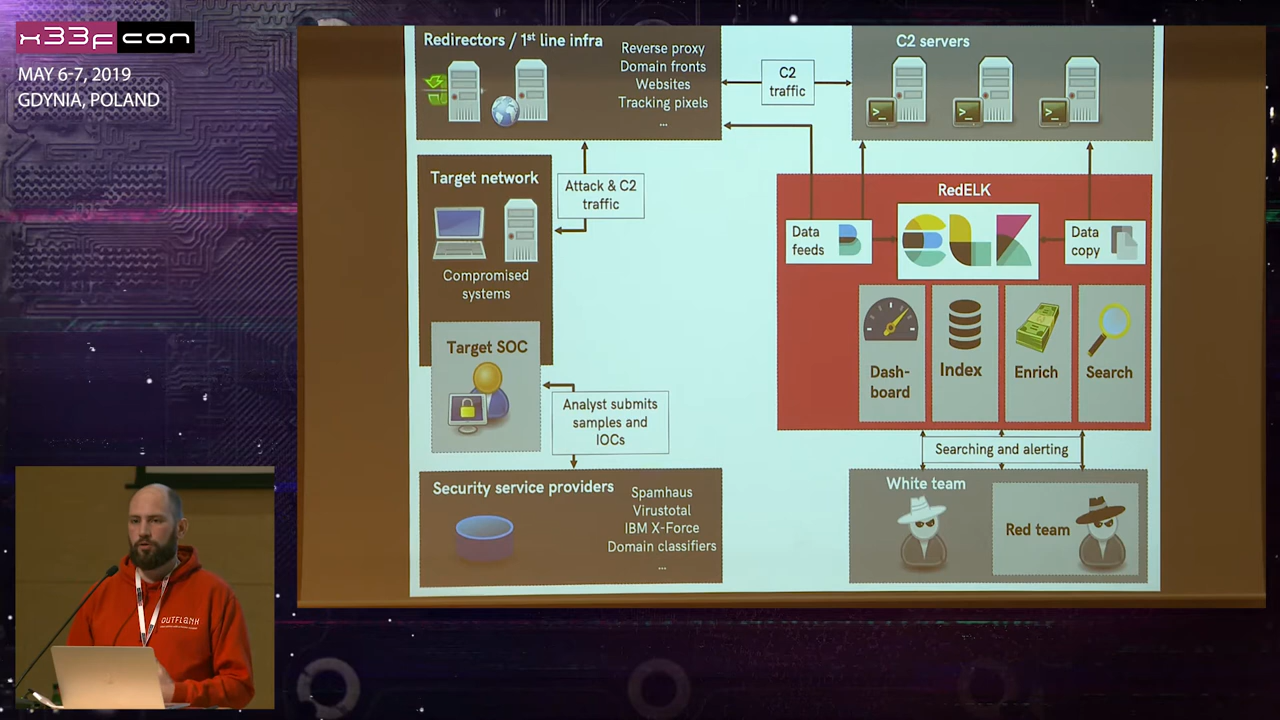 x33fcon
MAY 6-7, 2019
GDYNIA, POLAND
Redirectors / 1st line infra
Reverse proxy
Domain fronts
Websites
Tracking pixels
...
C2
traffic
C2 servers
>_
>_
>_
Target network
Compromised
systems
Attack & C2
traffic
RedELK
Data
feeds
elk
Data
copy
Dash-
board
Index
Enrich
Search
Target SOC
Analyst submits
samples and
IOCs
Searching and alerting
Security service providers
Spamhaus
Virustotal
IBM X-Force
Domain classifiers
...
White team
Red team
OUTFLANK